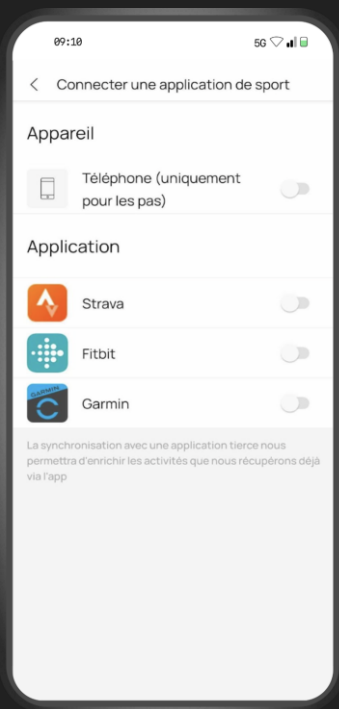 09:10
5G
Connecter une application de sport
Appareil
Téléphone (uniquement
pour les pas)
Application
Strava
Fitbit
GARMIN
Garmin
La synchronisation avec une application tierce nous
permettra d'enrichir les activités que nous récupérons déjà
via l'app